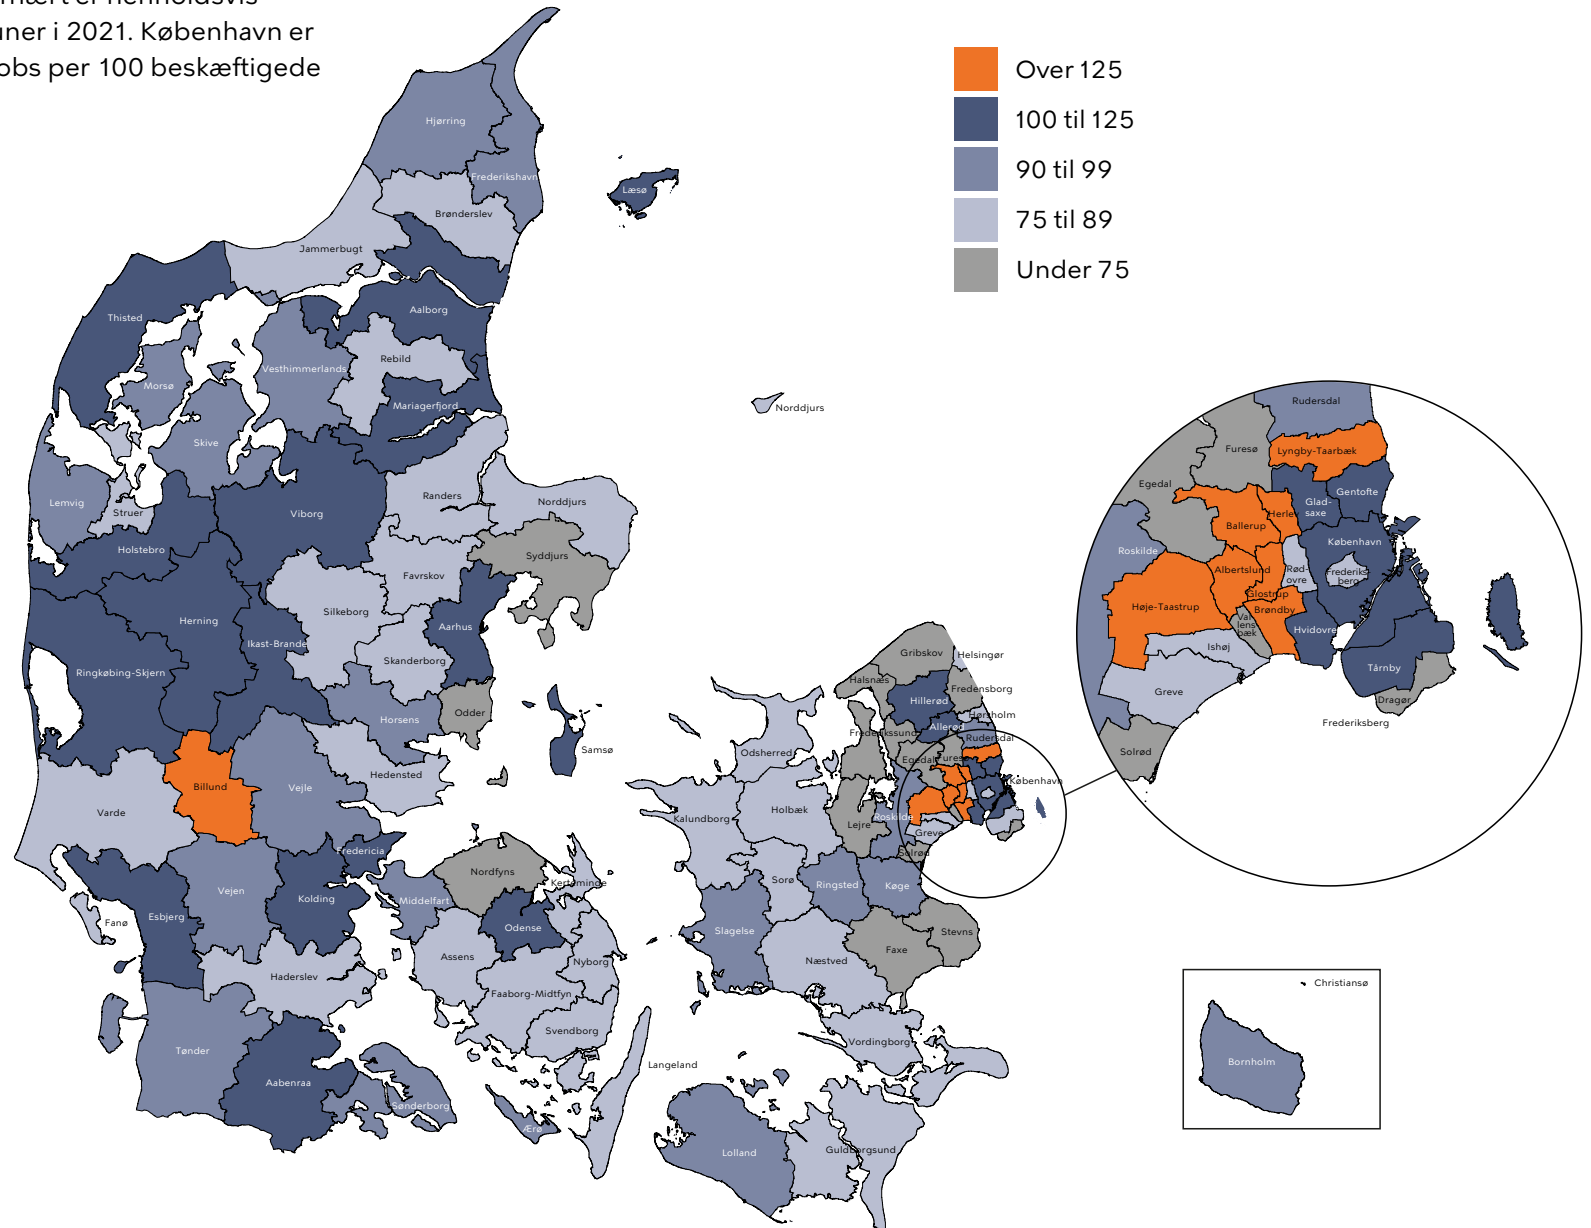 uner i 2021. København er
obs per 100 beskæftigede
Over 125
100 til 125
90 til 99
75 til 89
Under 75
Hjørring
Frederikshavn
Læsø
Brønderslev
Jammerbugt
Thisted
Aalborg
Rebild
Vesthimmerlands
Morsø
Mariagerfjord
Norddjurs
Skive
Lemvig
Struer
Randers
Norddjurs
Viborg
Holstebro
Syddjurs
Favrskov
Silkeborg
Herning
Aarhus
Ikast-Brande
Skanderborg
Ringkøbing-Skjern
Odder
Horsens
Samsø
Hedensted
Billund
Vejle
Varde
Fredericia
Vejen
Kolding
Esbjerg
Fanø
Haderslev
Tønder
Aabenraa
Sønderborg
Nordfyns
Kerteminde
Middelfart
Odense
Assens
Nyborg
Faaborg-Midtfyn
Svendborg
Langeland
Ærø
Gribskov
Helsingør
Halsnæs
Fredensborg
Hillerød
Hørsholm
Allerød
Frederikssund
Rudersdal
Egedal
Furesø
København
Odsherred
Holbæk
Kalundborg
Lejre
Roskilde
Greve
Solrød
Sorø
Ringsted
Køge
Slagelse
Stevns
Faxe
Næstved
Vordingborg
Lolland
Guldborgsund
Rudersdal
Lyngby-Taarbæk
Furesø
Egedal
Gentofte
Glad-
saxe
Herlev
Ballerup
København
Roskilde
Albertslund
Rød-
ovre
Frederiks-
berg
Glostrup
Høje-Taastrup
Brøndby
Val-
lens-
bæk
Hvidovre
Ishøj
Tårnby
Greve
Dragør
Frederiksberg
Solrød
Christiansø
Bornholm